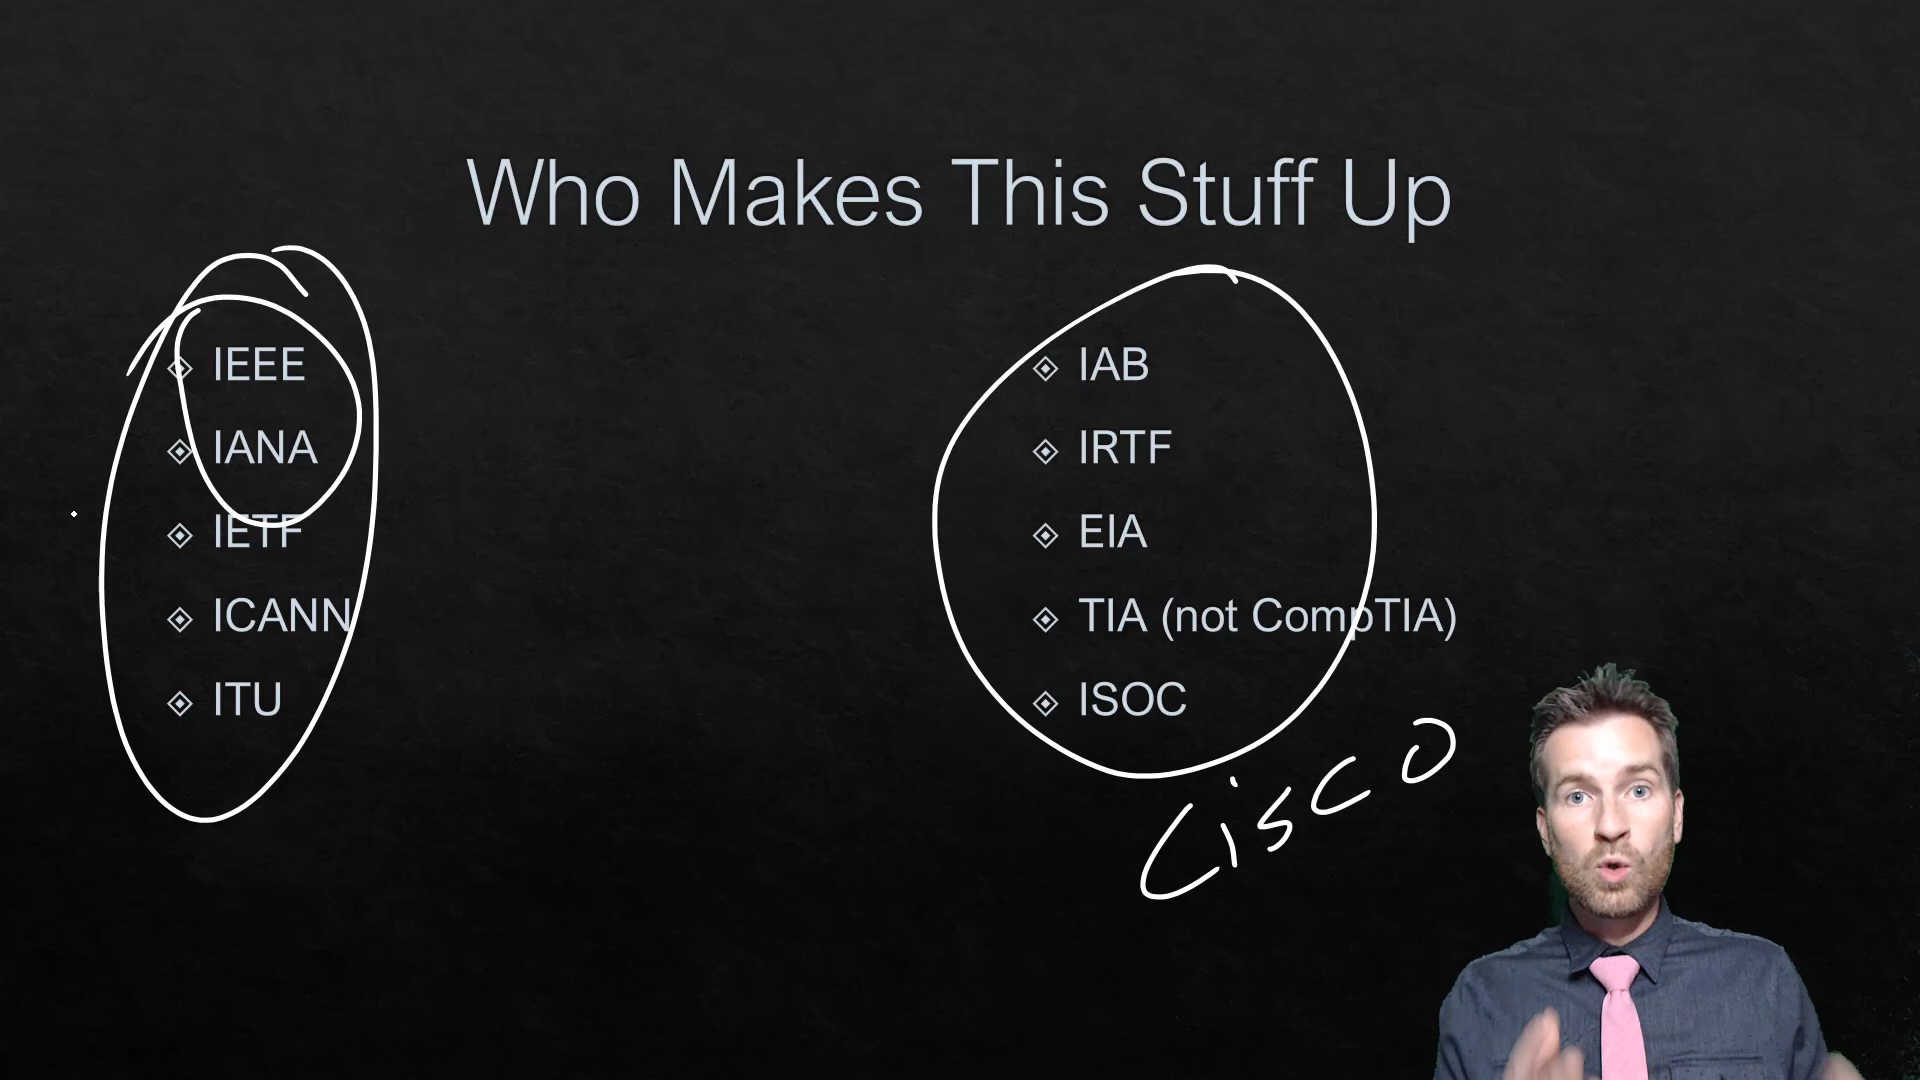 Who Makes This Stuff Up
IEEE
IANA
IETF
ICANN
ITU
IAB
IRTF
EIA
TIA (not CompTIA)
ISOC
Cisco